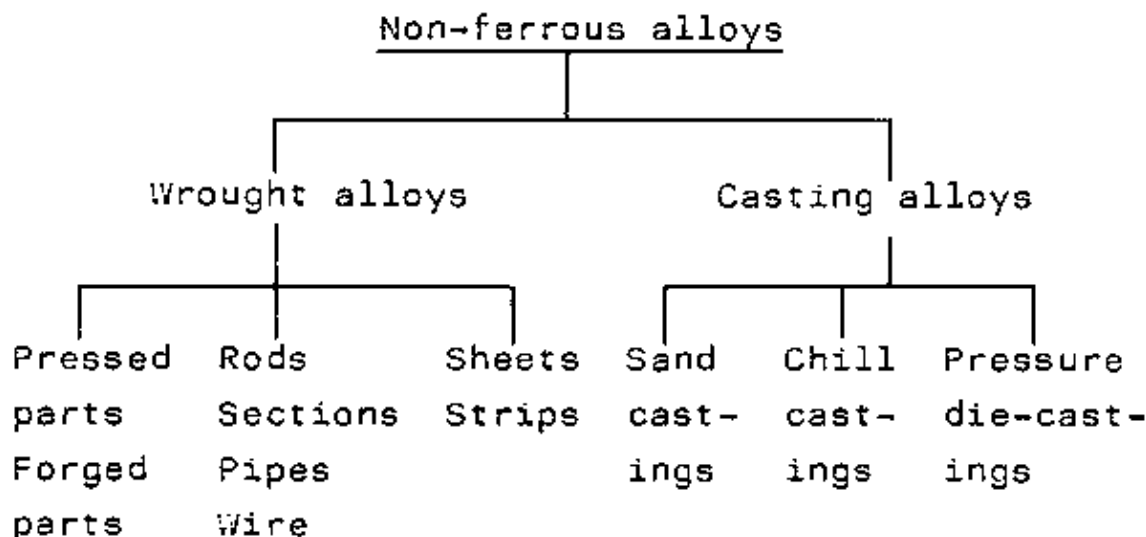 Non-ferrous alloys
Wrought alloys
Casting alloys
Pressed
parts
Forged
parts
Rods
Sections
Pipes
Wire
Sheets
Strips
Sand
cast-
ings
Chill
cast-
ings
Pressure
die-cast-
ings